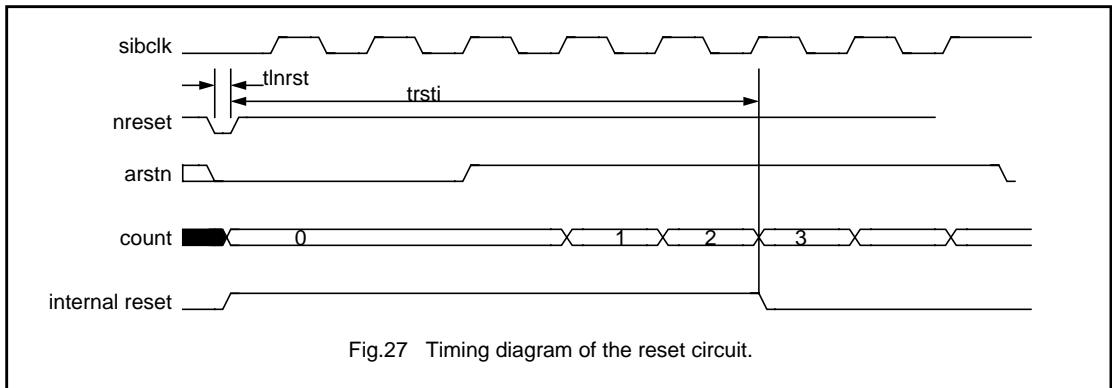 sibclk
tlnrst
trsti
nreset
arstn
count 0 1 2 3
internal reset
Fig.27 Timing diagram of the reset circuit.